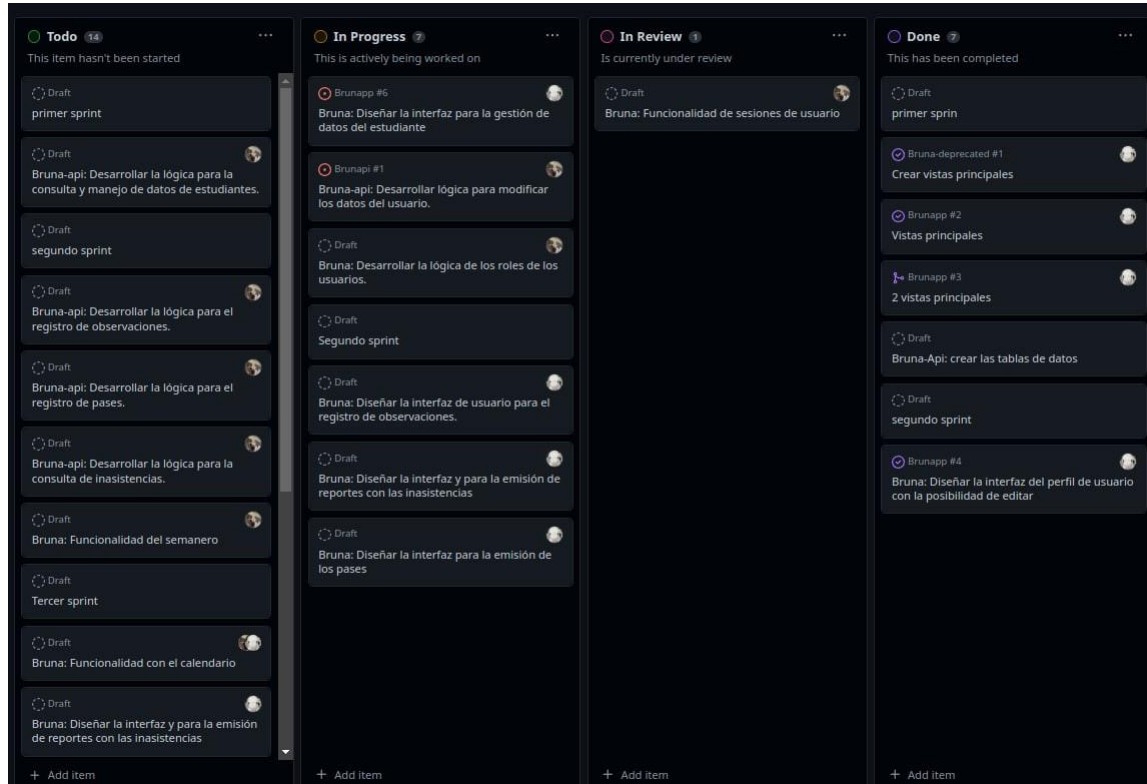 Todo 14
This item hasn't been started
Draft
primer sprint
Draft
Bruna-api: Desarrollar la lógica para la
consulta y manejo de datos de estudiantes.
Draft
segundo sprint
Draft
Bruna-api: Desarrollar la lógica para el
registro de observaciones.
Draft
Bruna-api: Desarrollar la lógica para el
registro de pases.
Draft
Bruna-api: Desarrollar la lógica para la
consulta de inasistencias.
Draft
Bruna: Funcionalidad del semanero
Draft
Tercer sprint
Draft
Bruna: Funcionalidad con el calendario
Draft
Bruna: Diseñar la interfaz y para la emisión
de reportes con las inasistencias
+ Add item
In Progress 7
This is actively being worked on
Brunapp #6
Bruna: Diseñar la interfaz para la gestión de
datos del estudiante
Brunapi #1
Bruna-api: Desarrollar lógica para modificar
los datos del usuario.
Draft
Bruna: Desarrollar la lógica de los roles de los
usuarios.
Draft
Segundo sprint
Draft
Bruna: Diseñar la interfaz de usuario para el
registro de observaciones.
Draft
Bruna: Diseñar la interfaz y para la emisión de
reportes con las inasistencias
Draft
Bruna: Diseñar la interfaz para la emisión de
los pases
+ Add item
In Review 1
Is currently under review
Draft
Bruna: Funcionalidad de sesiones de usuario
+ Add item
Done 7
This has been completed
Draft
primer sprin
Bruna-deprecated #1
Crear vistas principales
Brunapp #2
Vistas principales
Brunapp #3
2 vistas principales
Draft
Bruna-Api: crear las tablas de datos
Draft
segundo sprint
Brunapp #4
Bruna: Diseñar la interfaz del perfil de usuario
con la posibilidad de editar
+ Add item